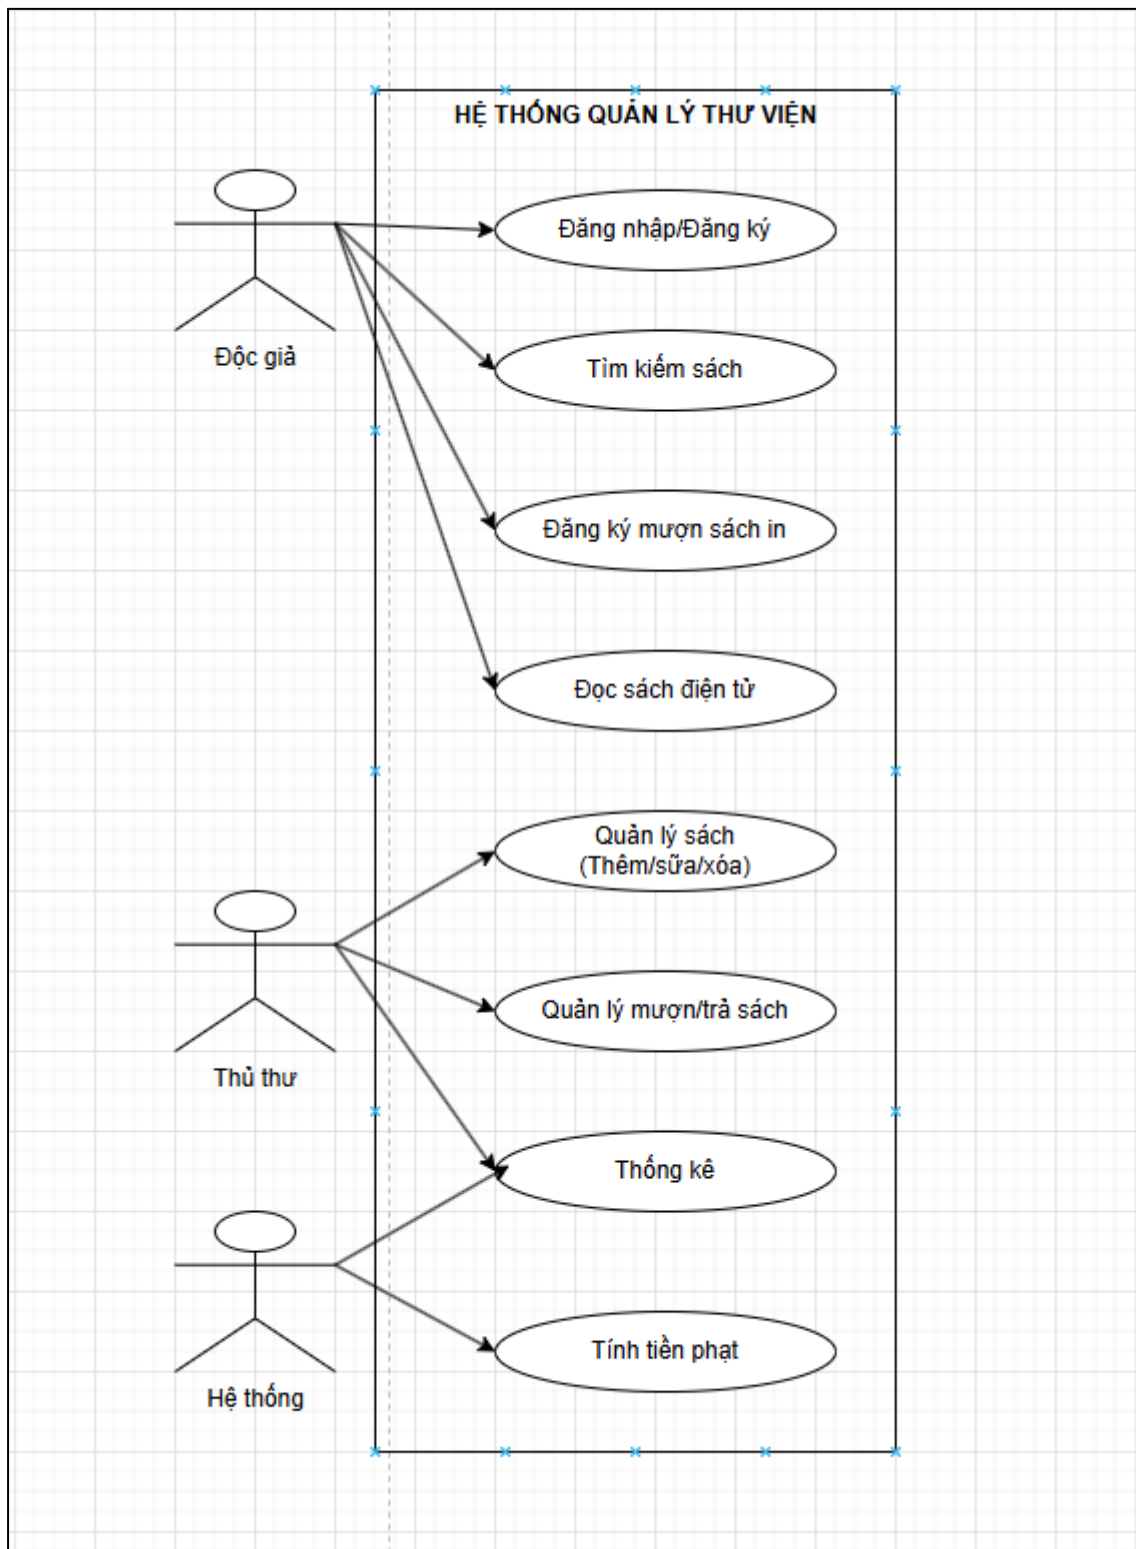 HỆ THỐNG QUẢN LÝ THƯ VIỆN
Đăng nhập/Đăng ký
Độc giả
Tìm kiếm sách
Đăng ký mượn sách in
Đọc sách điện tử
Quản lý sách
(Thêm/sữa/xóa)
Quản lý mượn/trả sách
Thủ thư
Thống kê
Tính tiền phạt
Hệ thống